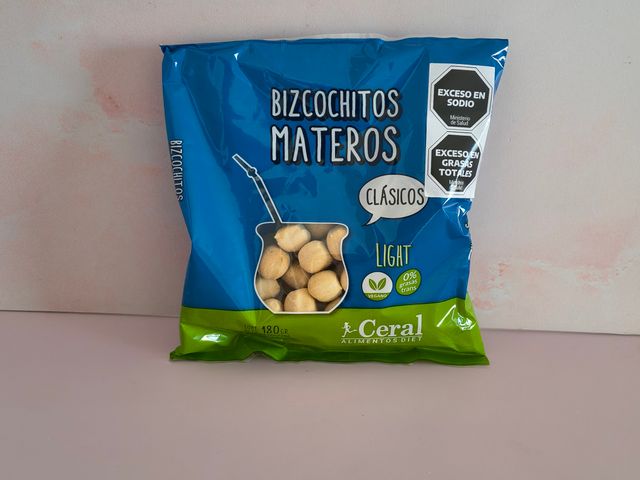 BIZCOCHITOS
MATEROS
CLÁSICOS
LIGHT
VEGANO
0%
grasas
trans
Ceral
ALIMENTOS DIET
180
EXCESO EN
SODIO
Ministerio
de Salud
EXCESO EN
GRASAS
TOTALES
BIZCOCHITOS